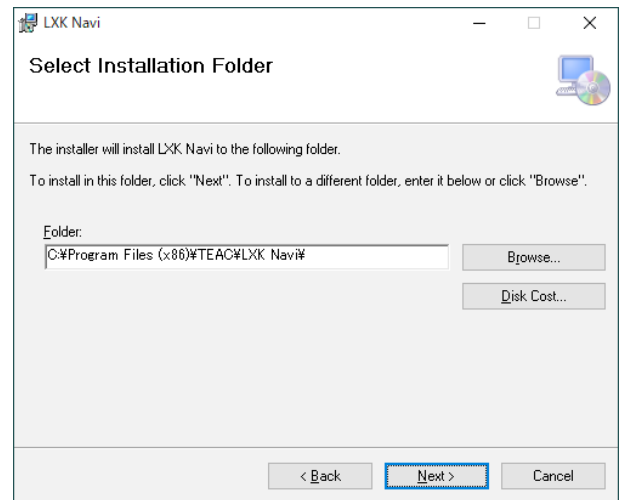 LXK Navi
Select Installation Folder
The installer will install LXK Navi to the following folder.
To install in this folder, click "Next". To install to a different folder, enter it below or click "Browse".
Folder:
C:¥Program Files (x86)¥TEAC¥LXK Navi¥
Browse...
Disk Cost...
< Back
Next >
Cancel